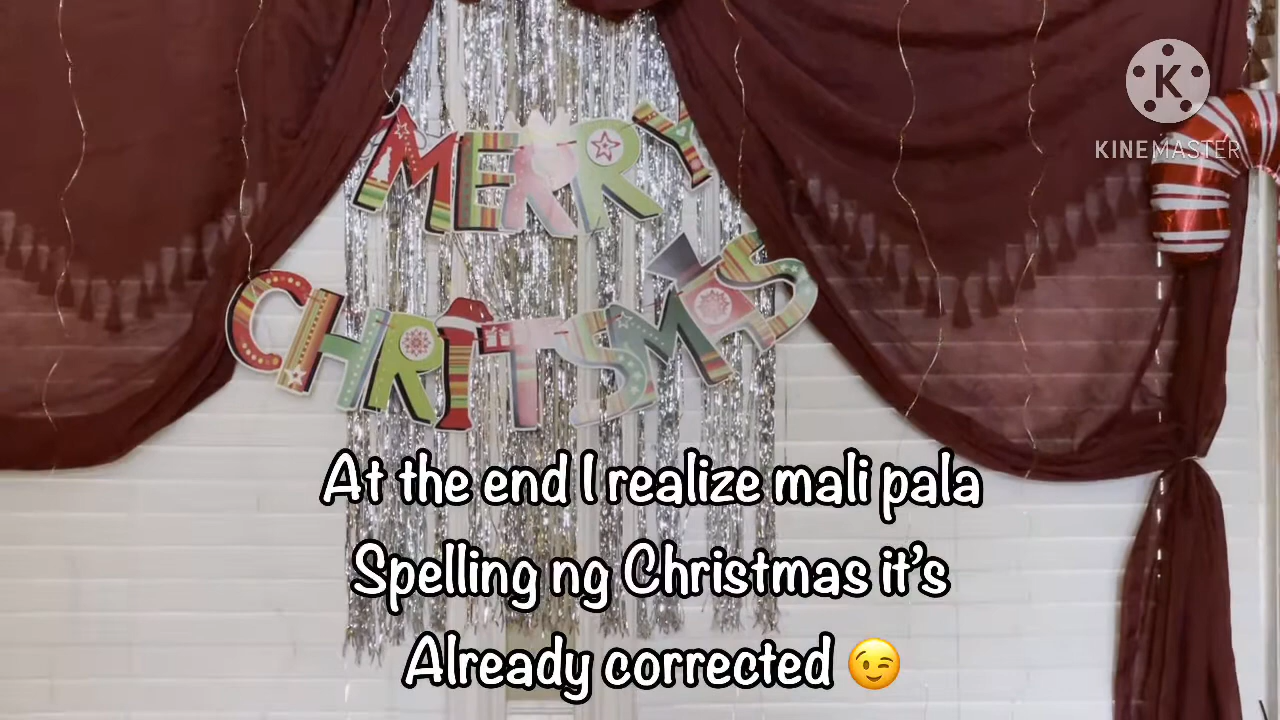 MERRY
CHRITSMAS
K
KINEMASTER
At the end I realize mali pala
Spelling ng Christmas it's
Already corrected 😉